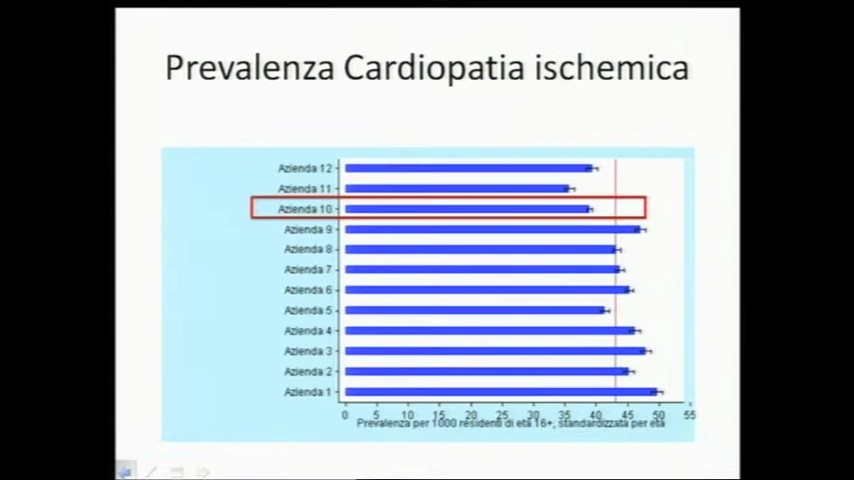 Prevalenza Cardiopatia ischemica
Azienda 12
Azienda 11
Azienda 10
Azienda 9
Azienda 8
Azienda 7
Azienda 6
Azienda 5
Azienda 4
Azienda 3
Azienda 2
Azienda 1
0 5 10 15 20 25 30 35 40 45 50 55
Prevalenza per 1000 residenti di età 16+, standardizzata per età